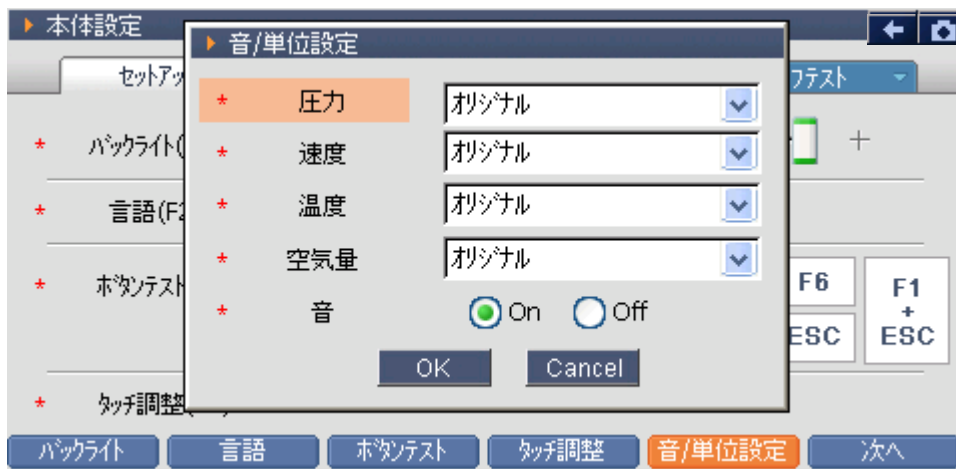 本体設定
音/単位設定
セットアッ
フテスト
* 圧力 オリジナル
* 速度 オリジナル
* 温度 オリジナル
* 空気量 オリジナル
* 音 On Off
OK Cancel
* バックライト(
+
* 言語(F2
* ボタンテスト
F6
ESC
F1
+
ESC
* タッチ調整
バックライト 言語 ボタンテスト タッチ調整 音/単位設定 次へ